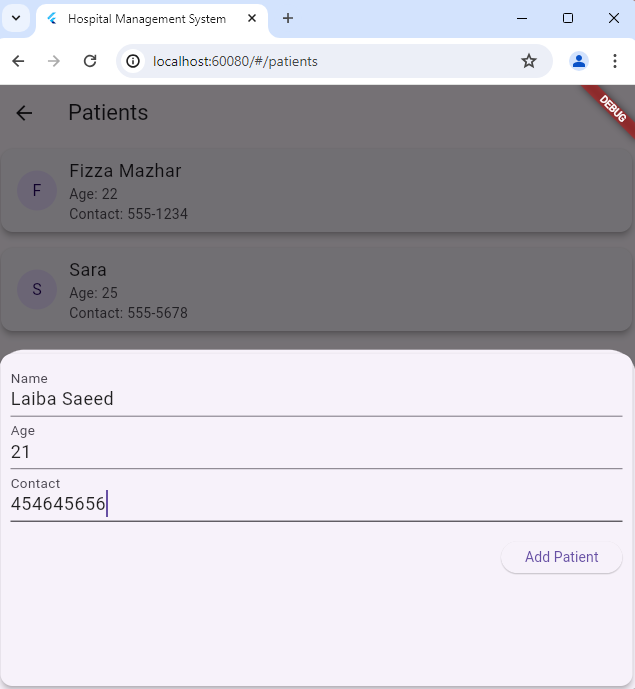 Hospital Management System
localhost:60080/#/patients
Patients
DEBUG
F
Fizza Mazhar
Age: 22
Contact: 555-1234
S
Sara
Age: 25
Contact: 555-5678
Name
Laiba Saeed
Age
21
Contact
454645656
Add Patient